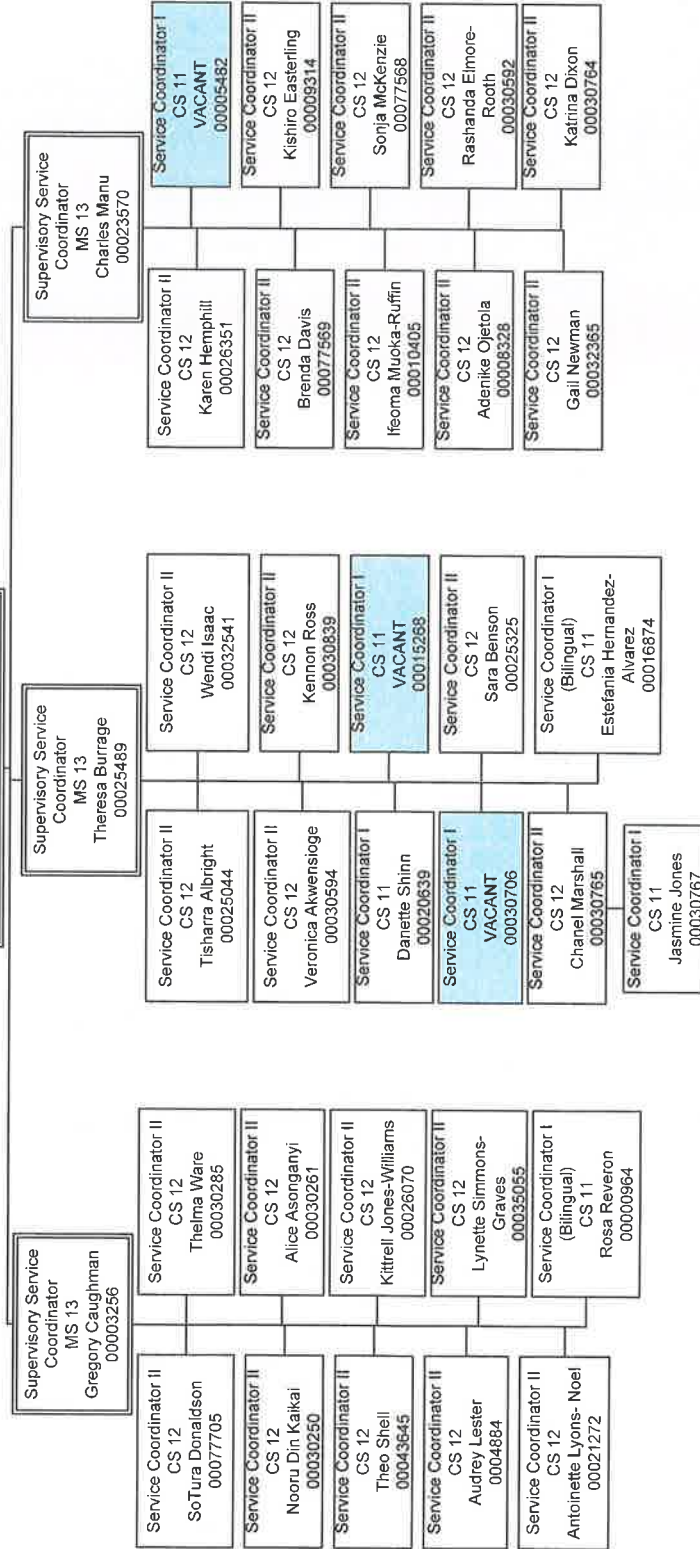 Supervisory Service
Coordinator
MS 13
Gregory Caughman
00003256
Service Coordinator II
CS 12
SoTura Donaldson
00077705
Service Coordinator II
CS 12
Thelma Ware
00030285
Service Coordinator II
CS 12
Nooru Din Kaikai
00030250
Service Coordinator II
CS 12
Alice Asonganyi
00030261
Service Coordinator II
CS 12
Theo Shell
00043645
Service Coordinator II
CS 12
Kittrell Jones-Williams
00026070
Service Coordinator II
CS 12
Audrey Lester
0004884
Service Coordinator II
CS 12
Lynette Simmons-
Graves
00035055
Service Coordinator II
CS 12
Antoinette Lyons- Noel
00021272
Service Coordinator I
(Bilingual)
CS 11
Rosa Reveron
00000964
Supervisory Service
Coordinator
MS 13
Theresa Burrage
00025489
Service Coordinator II
CS 12
Tisharra Albright
00025044
Service Coordinator II
CS 12
Wendi Isaac
00032541
Service Coordinator II
CS 12
Veronica Akwensioge
00030594
Service Coordinator II
CS 12
Kennon Ross
00030839
Service Coordinator I
CS 11
Danette Shinn
00020639
Service Coordinator I
CS 11
VACANT
00015268
Service Coordinator I
CS 11
VACANT
00030706
Service Coordinator II
CS 12
Sara Benson
00025325
Service Coordinator II
CS 12
Chanel Marshall
00030765
Service Coordinator I
(Bilingual)
CS 11
Estefania Hernandez-
Alvarez
00016874
Service Coordinator I
CS 11
Jasmine Jones
00030767
Supervisory Service
Coordinator
MS 13
Charles Manu
00023570
Service Coordinator II
CS 12
Karen Hemphill
00026351
Service Coordinator I
CS 11
VACANT
00005482
Service Coordinator II
CS 12
Brenda Davis
00077569
Service Coordinator II
CS 12
Kishiro Easterling
00009314
Service Coordinator II
CS 12
Ifeoma Muoka-Ruffin
00010405
Service Coordinator II
CS 12
Sonja McKenzie
00077568
Service Coordinator II
CS 12
Adenike Ojetola
00008328
Service Coordinator II
CS 12
Rashanda Elmore-
Rooth
00030592
Service Coordinator II
CS 12
Gail Newman
00032365
Service Coordinator II
CS 12
Katrina Dixon
00030764